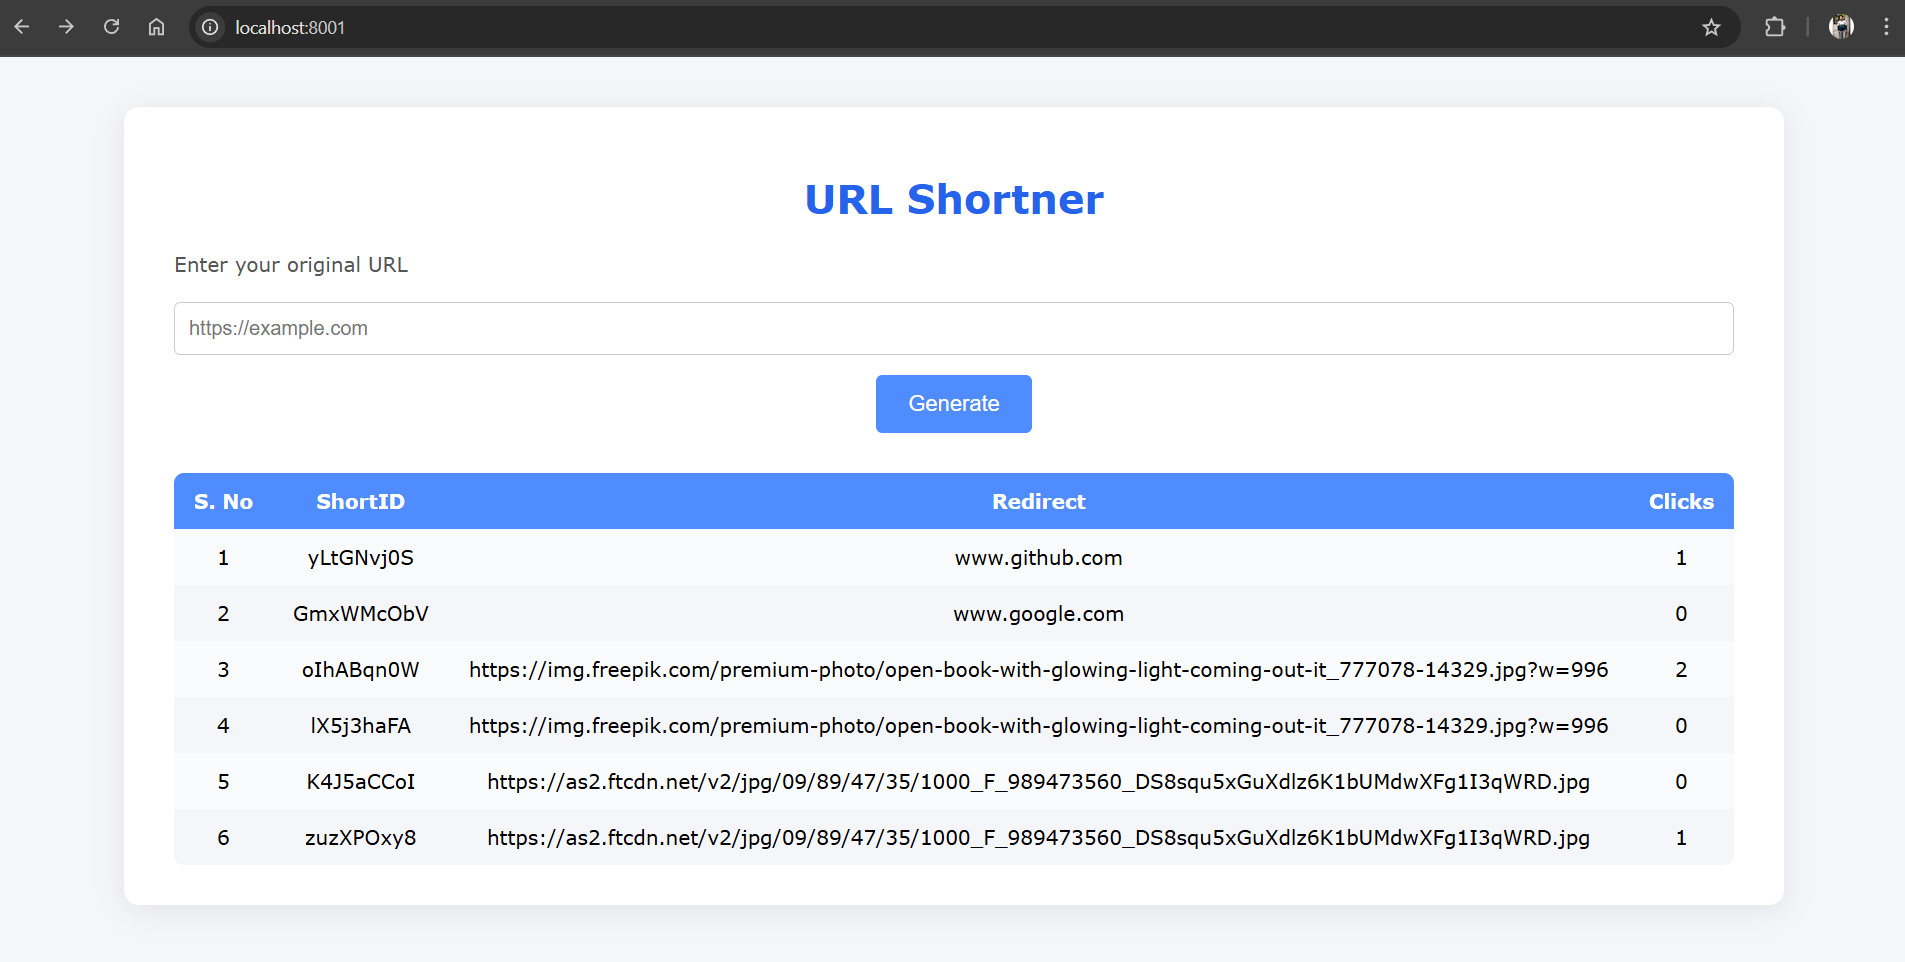 localhost:8001
URL Shortner
Enter your original URL
https://example.com
Generate
S. No ShortID Redirect Clicks
1 yLtGNvj0S www.github.com 1
2 GmxWMcObV www.google.com 0
3 oIhABqn0W https://img.freepik.com/premium-photo/open-book-with-glowing-light-coming-out-it_777078-14329.jpg?w=996 2
4 lX5j3haFA https://img.freepik.com/premium-photo/open-book-with-glowing-light-coming-out-it_777078-14329.jpg?w=996 0
5 K4J5aCCoI https://as2.ftcdn.net/v2/jpg/09/89/47/35/1000_F_989473560_DS8squ5xGuXdlz6K1bUMdwXFg1I3qWRD.jpg 0
6 zuzXPOxy8 https://as2.ftcdn.net/v2/jpg/09/89/47/35/1000_F_989473560_DS8squ5xGuXdlz6K1bUMdwXFg1I3qWRD.jpg 1